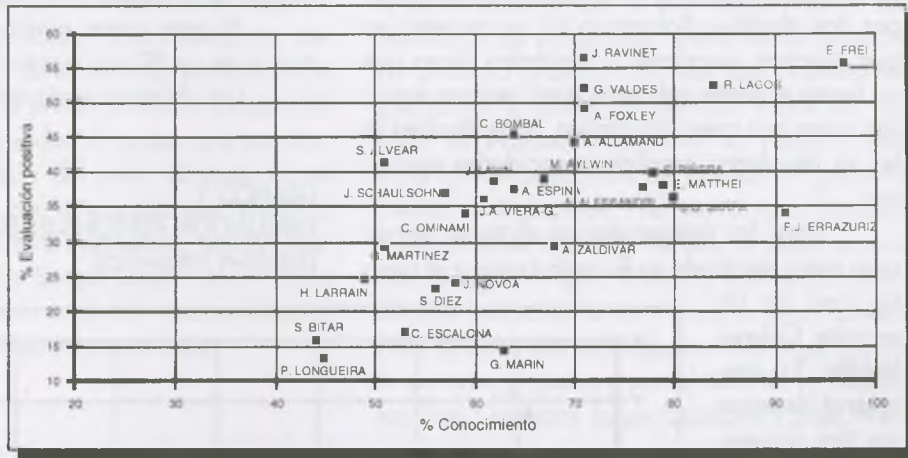 % Evaluación positiva
60
55
50
45
40
35
30
25
20
15
10
J. RAVINET
E. FREI
G. VALDES
R. LAGOS
A. FOXLEY
C. BOMBAL
A. ALLAMAND
S. ALVEAR
M. AYLWIN
J. SCHAULSOHN
A. ESPINA
E. MATTHEI
J.A. VIERA-G.
A. ALESSANDRI
C. OMINAMI
F.J. ERRAZURIZ
A. ZALDIVAR
MARTINEZ
H. LARRAIN
J. NOVOA
S. DIEZ
S. BITAR
C. ESCALONA
P. LONGUEIRA
G. MARIN
20 30 40 50 60 70 80 90 100
% Conocimiento